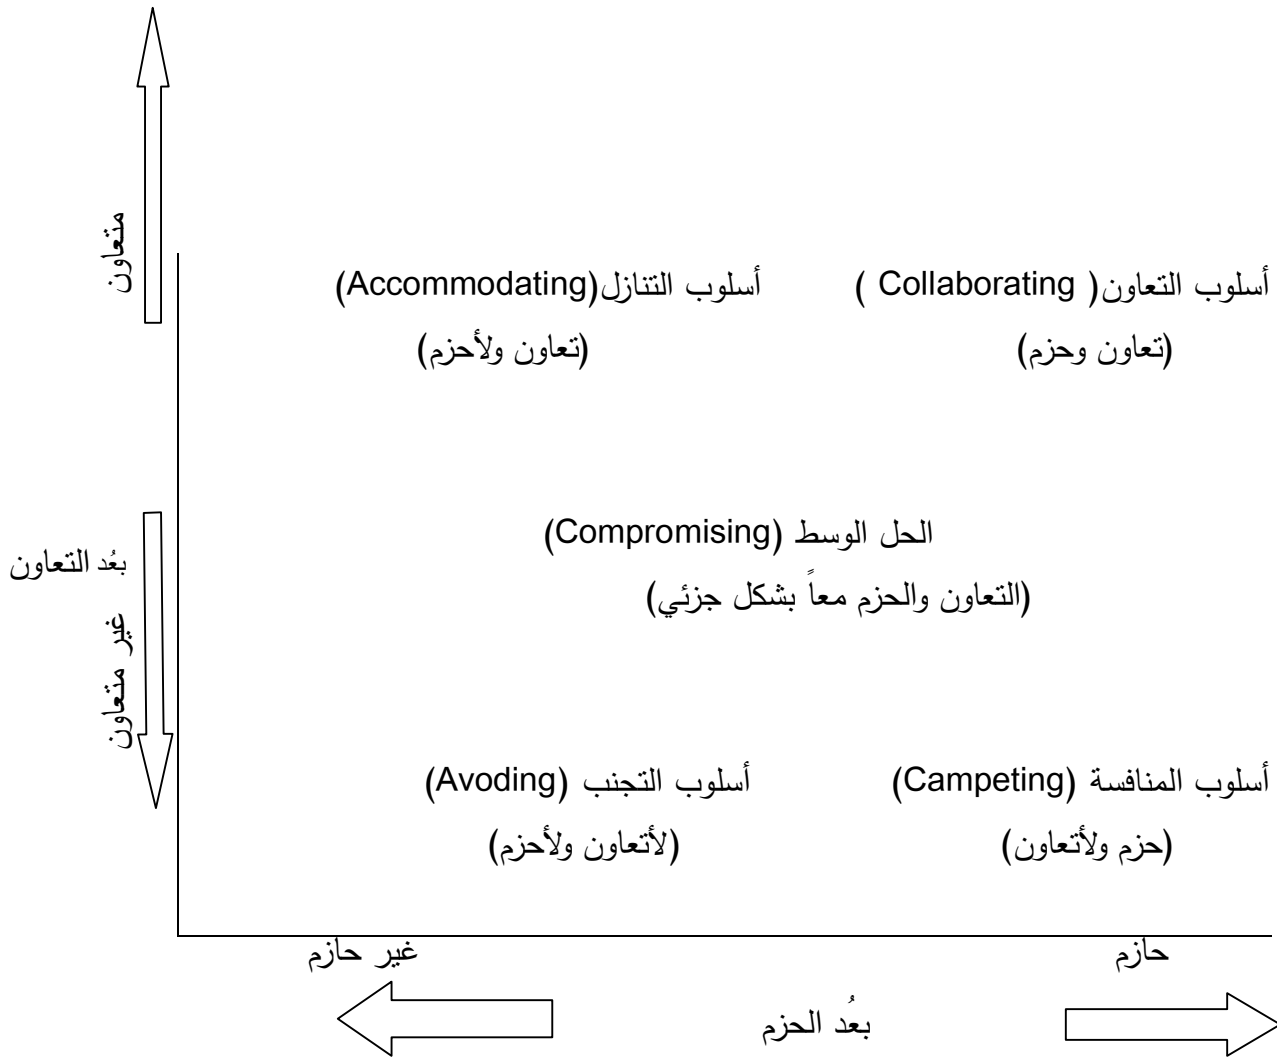 متعاون
أسلوب التعاون( Collaborating )
(تعاون وحزم)
أسلوب التنازل(Accommodating)
(تعاون ولأحزم)
الحل الوسط (Compromising)
(التعاون والحزم معاً بشكل جزئي)
بعُد التعاون
غير متعاون
أسلوب المنافسة (Campeting)
(حزم ولأتعاون)
أسلوب التجنب (Avoding)
(لأتعاون ولأحزم)
حازم
غير حازم
بعُد الحزم